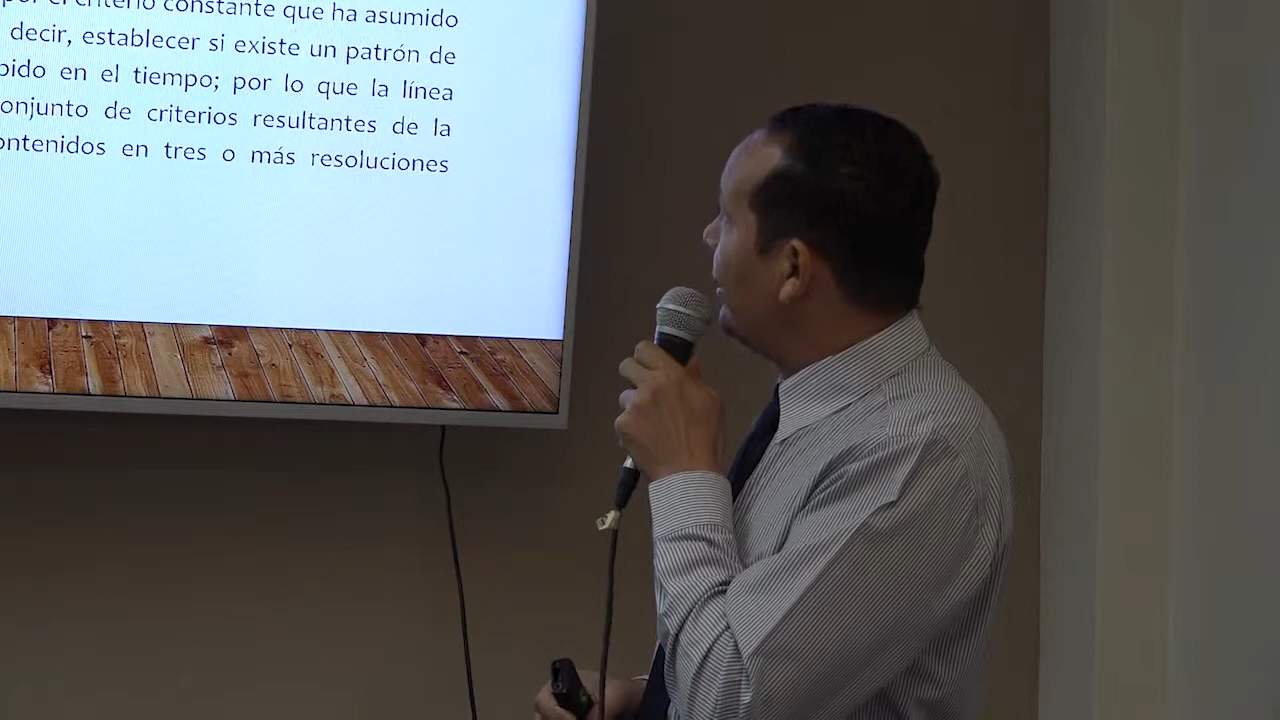 criterio constante que ha asumido
decir, establecer si existe un patrón de
en el tiempo; por lo que la línea
de criterios resultantes de la
en tres o más resoluciones